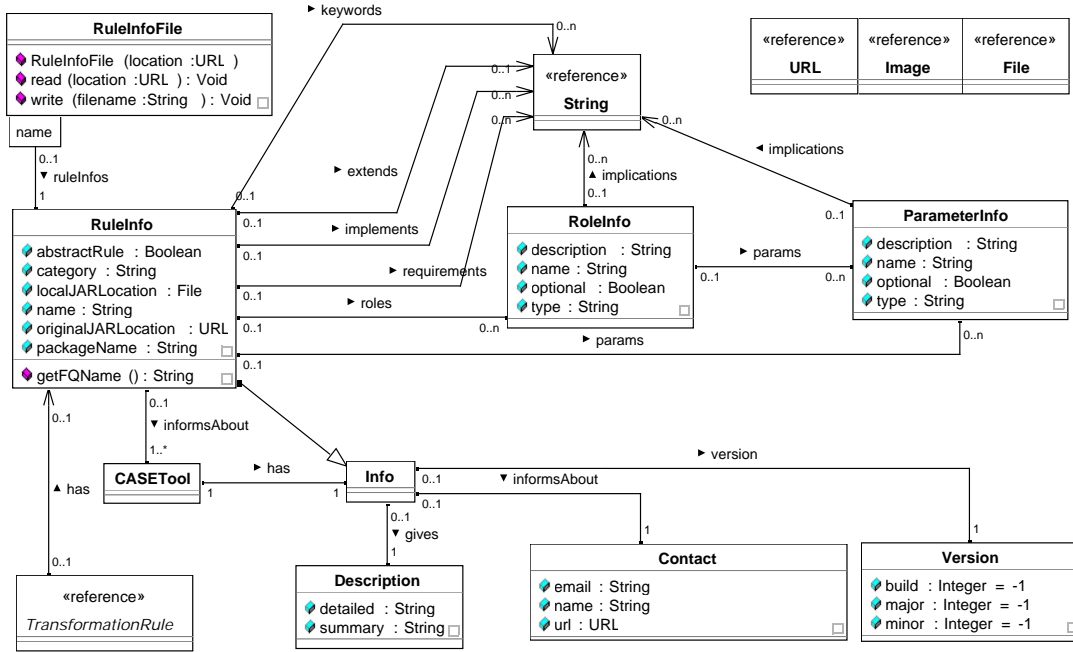 keywords
0..n
RuleInfoFile
RuleInfoFile (location :URL )
read (location :URL ) : Void
write (filename :String ) : Void
name
0..1
ruleInfos
1
«reference»
String
0..1
0..n
0..n
0..n
«reference»
URL
«reference»
Image
«reference»
File
extends
implements
requirements
roles
0..n
implications
0..1
implications
0..1
0..1
RuleInfo
abstractRule : Boolean
category : String
localJARLocation : File
name : String
originalJARLocation : URL
packageName : String
getFQName () : String
0..1
0..1
0..1
0..1
0..1
RoleInfo
description : String
name : String
optional : Boolean
type : String
0..n
params
0..1
0..n
ParameterInfo
description : String
name : String
optional : Boolean
type : String
0..n
params
0..1
has
0..1
0..1
informsAbout
1..*
CASETool
has
1
1
Info
0..1
0..1
version
informsAbout
1
1
0..1
gives
1
«reference»
TransformationRule
Description
detailed : String
summary : String
Contact
email : String
name : String
url : URL
Version
build : Integer = -1
major : Integer = -1
minor : Integer = -1